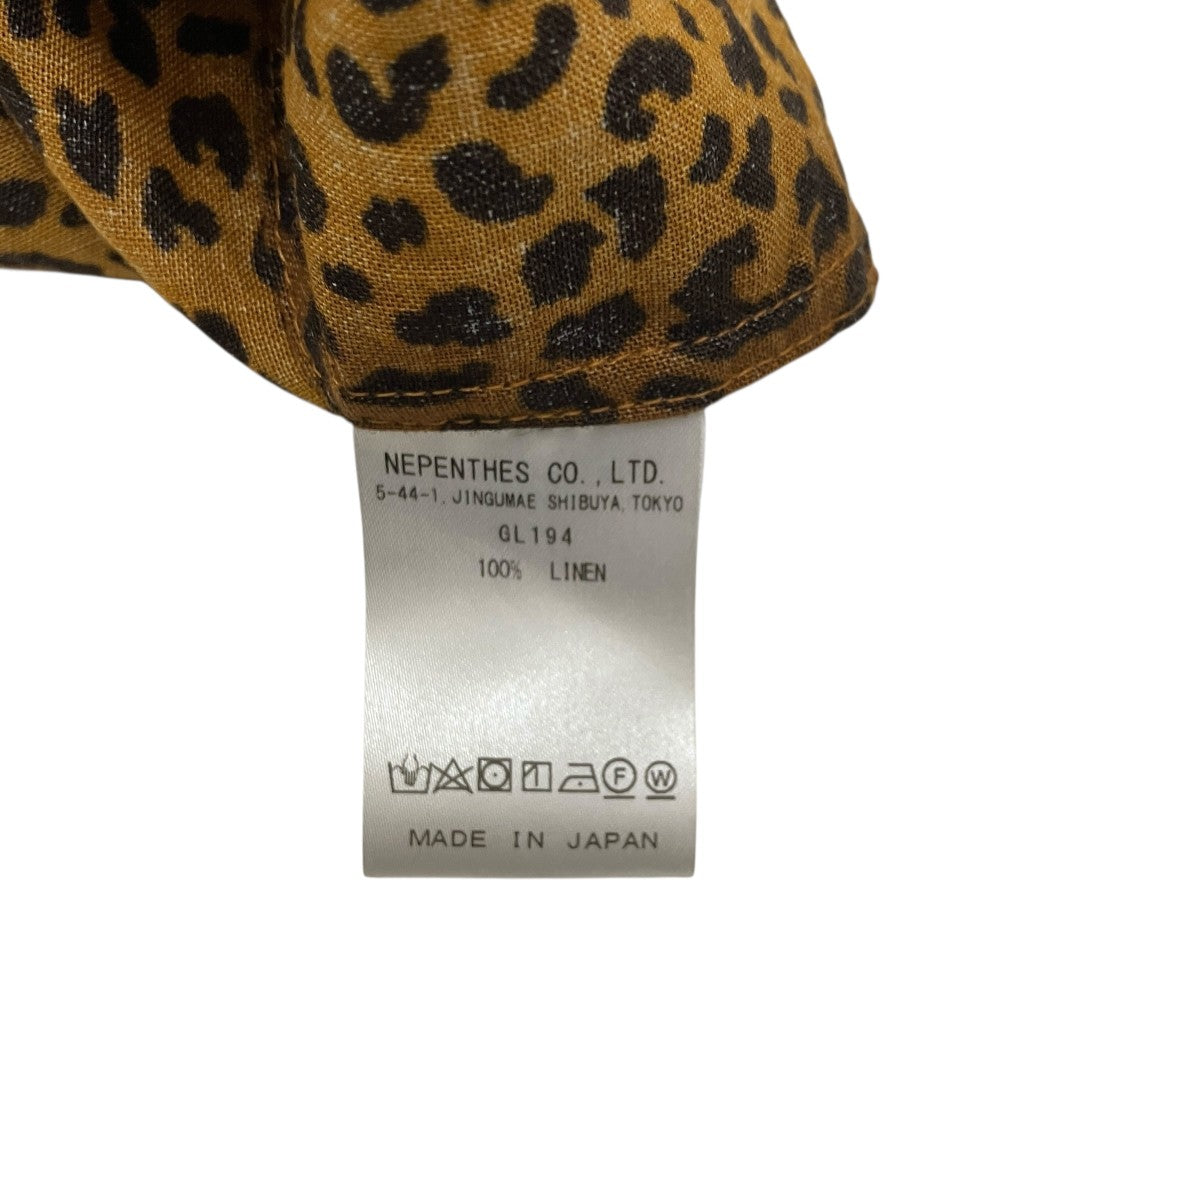 NEPENTHES CO.,LTD.
5-44-1, JINGUMAE SHIBUYA, TOKYO
GL194
100% LINEN
F W
MADE IN JAPAN